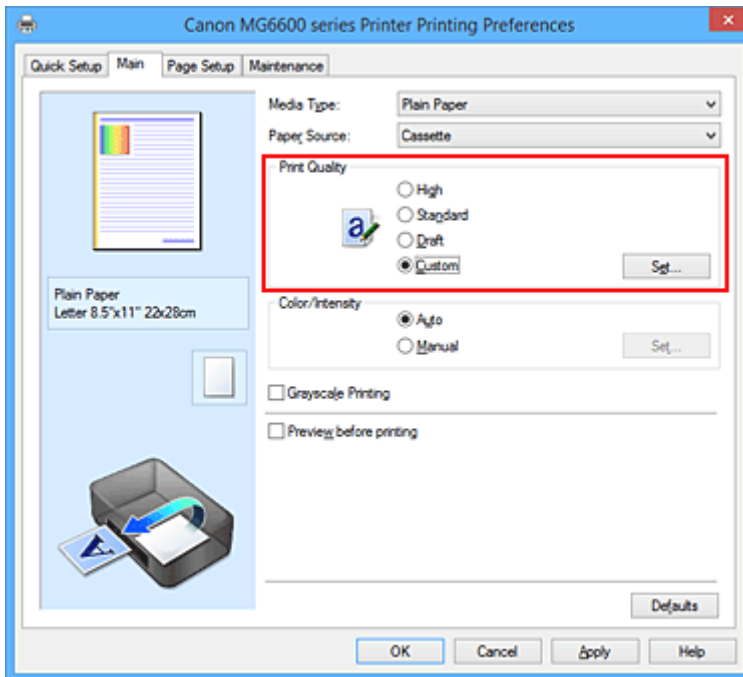 Canon MG6600 series Printer Printing Preferences
Quick Setup Main Page Setup Maintenance
Media Type: Plain Paper
Paper Source: Cassette
Print Quality
High
Standard
Draft
Custom Set...
Plain Paper
Letter 8.5"x11" 22x28cm
Color/Intensity
Auto
Manual Set...
Grayscale Printing
Preview before printing
a
A
Defaults
OK Cancel Apply Help